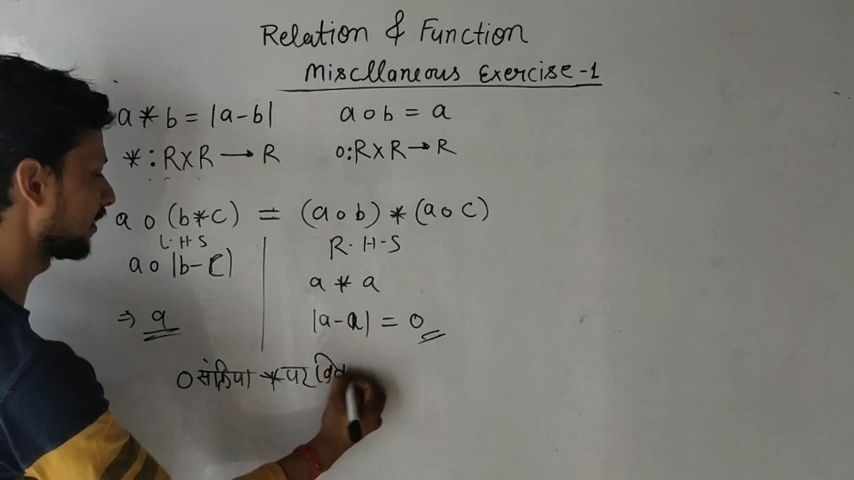 Relation & Function
Miscllaneous Exercise-1
a * b = |a-b| a o b = a
* : R×R → R o:R×R → R
a o (b*c) = (a o b) * (a o c)
L.H-S R.H-S
a o |b-c| a * a
⇒ a |a-a| = 0
o संक्रिया * पर